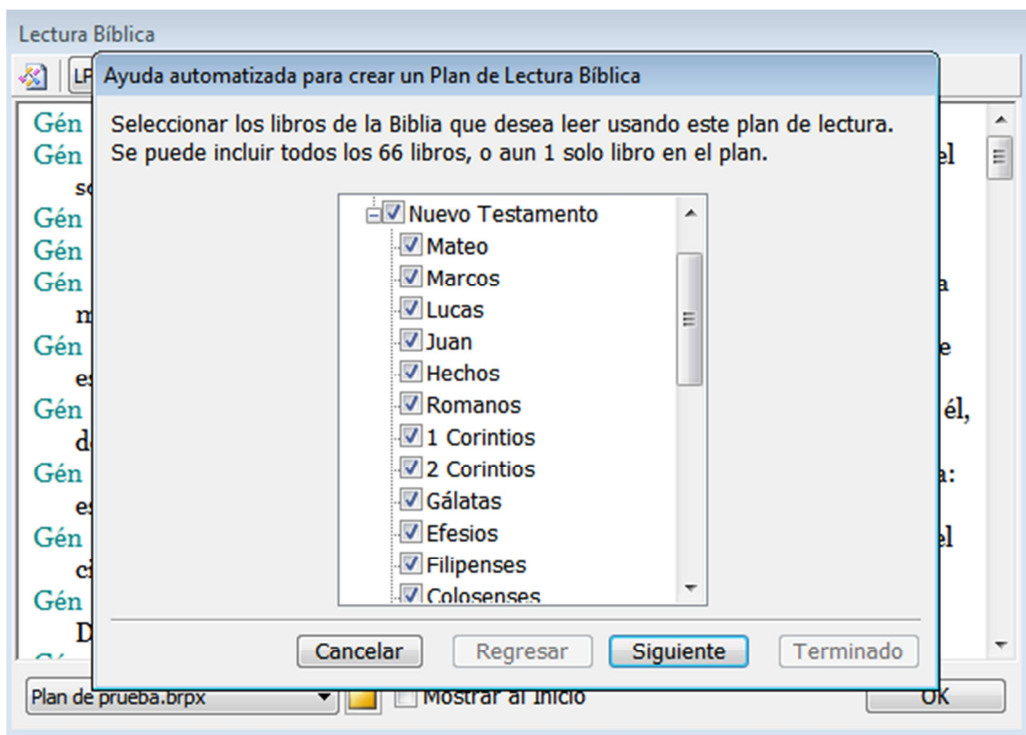 Lectura Bíblica
Ayuda automatizada para crear un Plan de Lectura Bíblica
Seleccionar los libros de la Biblia que desea leer usando este plan de lectura.
Se puede incluir todos los 66 libros, o aun 1 solo libro en el plan.
Gén
Gén
el
Gén
Gén
Gén
a
Gén
e
Gén
él,
Gén
a:
Gén
el
Gén
Nuevo Testamento
Mateo
Marcos
Lucas
Juan
Hechos
Romanos
1 Corintios
2 Corintios
Gálatas
Efesios
Filipenses
Colosenses
Cancelar Regresar Siguiente Terminado
Plan de prueba.brpx Mostrar al Inicio OK